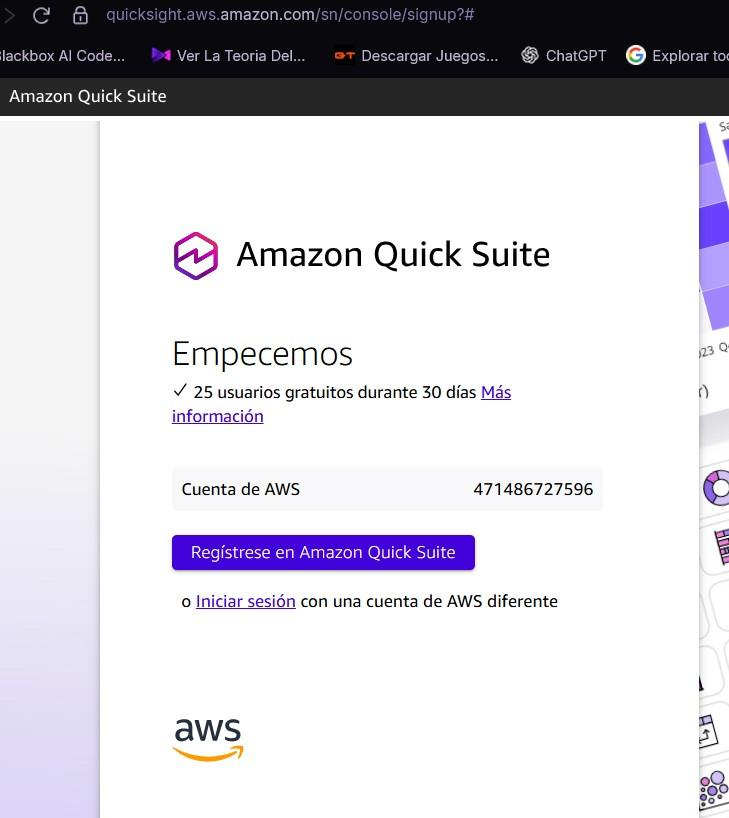 quicksight.aws.amazon.com/sn/console/signup?#
Blackbox AI Code... Ver La Teoria Del... GT Descargar Juegos... ChatGPT Explorar
Amazon Quick Suite
Amazon Quick Suite
Empecemos
✓ 25 usuarios gratuitos durante 30 días Más
información
Cuenta de AWS 471486727596
Regístrese en Amazon Quick Suite
o Iniciar sesión con una cuenta de AWS diferente
aws